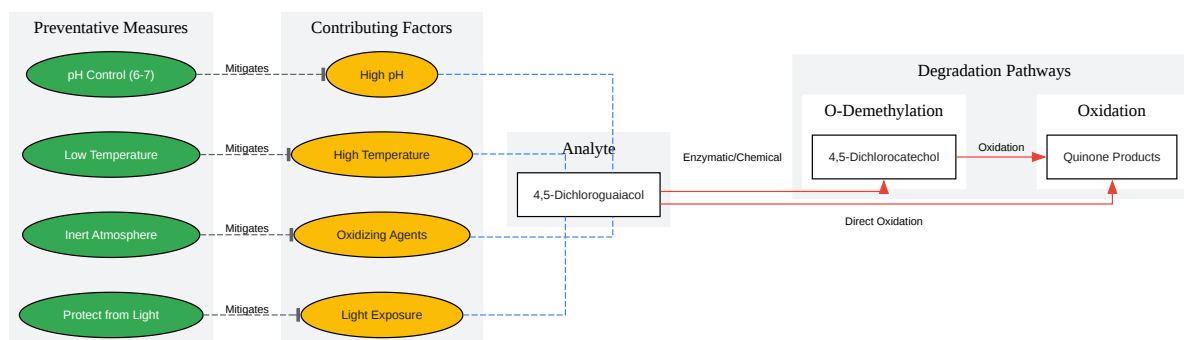 Preventative Measures
Contributing Factors
pH Control (6-7)
Mitigates
High pH
Low Temperature
Mitigates
High Temperature
Inert Atmosphere
Mitigates
Oxidizing Agents
Protect from Light
Mitigates
Light Exposure
Analyte
4,5-Dichloroguaiacol
Enzymatic/Chemical
Direct Oxidation
Degradation Pathways
O-Demethylation
4,5-Dichlorocatechol
Oxidation
Oxidation
Quinone Products